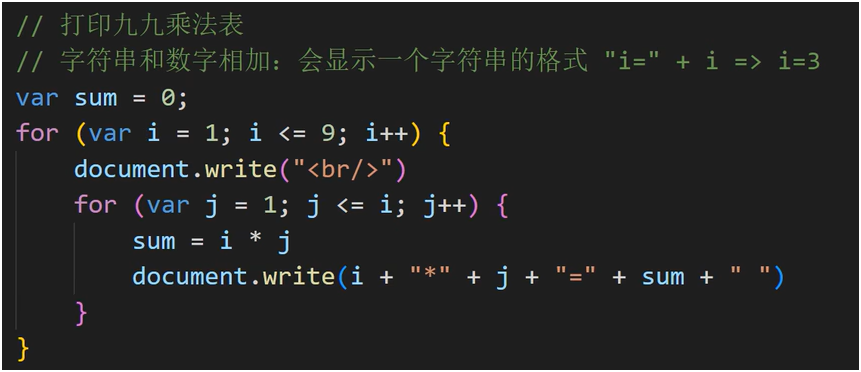 // 打印九九乘法表
// 字符串和数字相加：会显示一个字符串的格式 "i=" + i => i=3
var sum = 0;
for (var i = 1; i <= 9; i++) {
    document.write("<br/>")
    for (var j = 1; j <= i; j++) {
        sum = i * j
        document.write(i + "*" + j + "=" + sum + " ")
    }
}